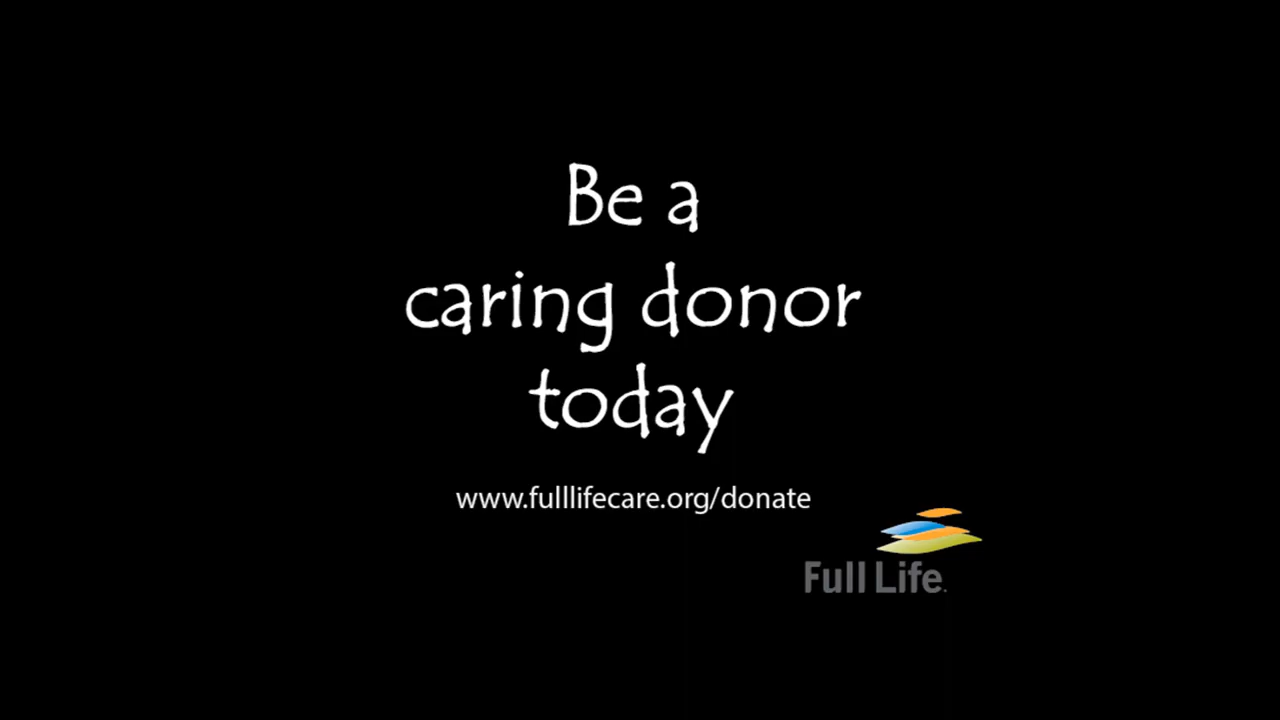 Be a
caring donor
today
www.fulllifecare.org/donate
Full Life.